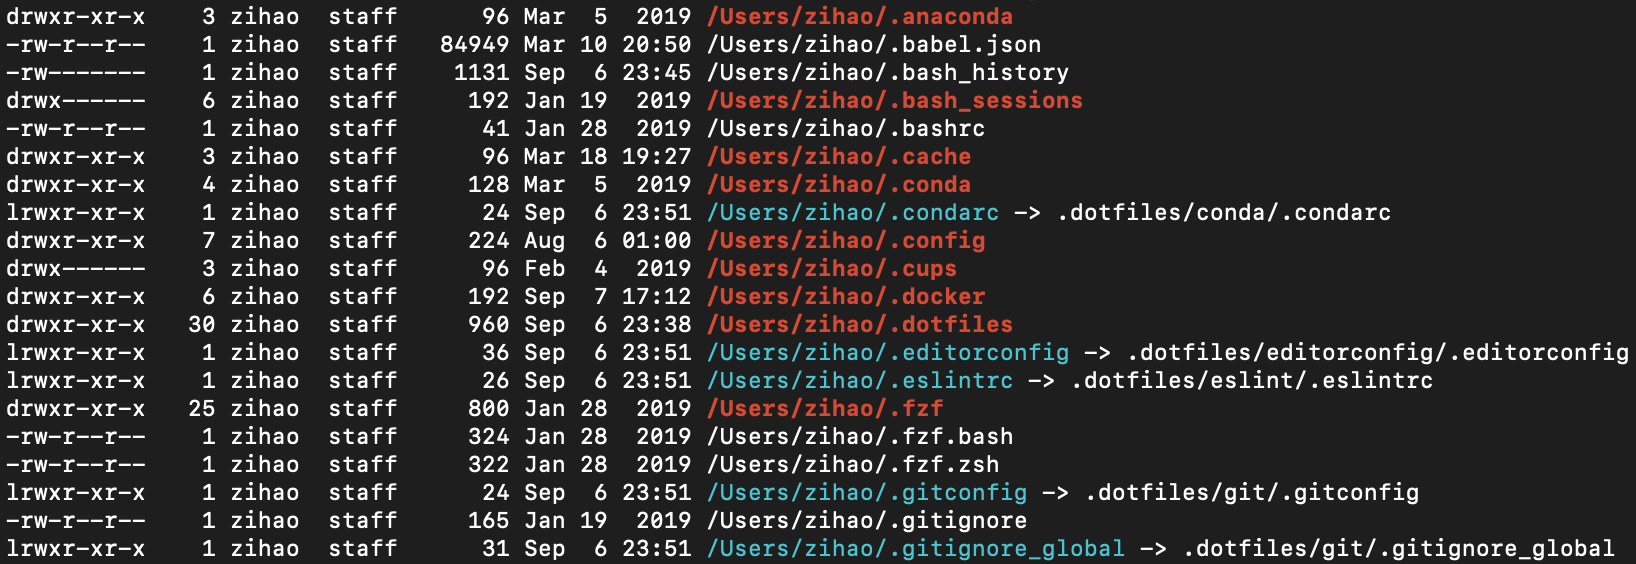 drwxr-xr-x   3 zihao  staff     96 Mar  5  2019 /Users/zihao/.anaconda
-rw-r--r--   1 zihao  staff  84949 Mar 10 20:50 /Users/zihao/.babel.json
-rw-------   1 zihao  staff   1131 Sep  6 23:45 /Users/zihao/.bash_history
drwx------   6 zihao  staff    192 Jan 19  2019 /Users/zihao/.bash_sessions
-rw-r--r--   1 zihao  staff     41 Jan 28  2019 /Users/zihao/.bashrc
drwxr-xr-x   3 zihao  staff     96 Mar 18 19:27 /Users/zihao/.cache
drwxr-xr-x   4 zihao  staff    128 Mar  5  2019 /Users/zihao/.conda
lrwxr-xr-x   1 zihao  staff     24 Sep  6 23:51 /Users/zihao/.condarc -> .dotfiles/conda/.condarc
drwxr-xr-x   7 zihao  staff    224 Aug  6 01:00 /Users/zihao/.config
drwx------   3 zihao  staff     96 Feb  4  2019 /Users/zihao/.cups
drwxr-xr-x   6 zihao  staff    192 Sep  7 17:12 /Users/zihao/.docker
drwxr-xr-x  30 zihao  staff    960 Sep  6 23:38 /Users/zihao/.dotfiles
lrwxr-xr-x   1 zihao  staff     36 Sep  6 23:51 /Users/zihao/.editorconfig -> .dotfiles/editorconfig/.editorconfig
lrwxr-xr-x   1 zihao  staff     26 Sep  6 23:51 /Users/zihao/.eslintrc -> .dotfiles/eslint/.eslintrc
drwxr-xr-x  25 zihao  staff    800 Jan 28  2019 /Users/zihao/.fzf
-rw-r--r--   1 zihao  staff    324 Jan 28  2019 /Users/zihao/.fzf.bash
-rw-r--r--   1 zihao  staff    322 Jan 28  2019 /Users/zihao/.fzf.zsh
lrwxr-xr-x   1 zihao  staff     24 Sep  6 23:51 /Users/zihao/.gitconfig -> .dotfiles/git/.gitconfig
-rw-r--r--   1 zihao  staff    165 Jan 19  2019 /Users/zihao/.gitignore
lrwxr-xr-x   1 zihao  staff     31 Sep  6 23:51 /Users/zihao/.gitignore_global -> .dotfiles/git/.gitignore_global